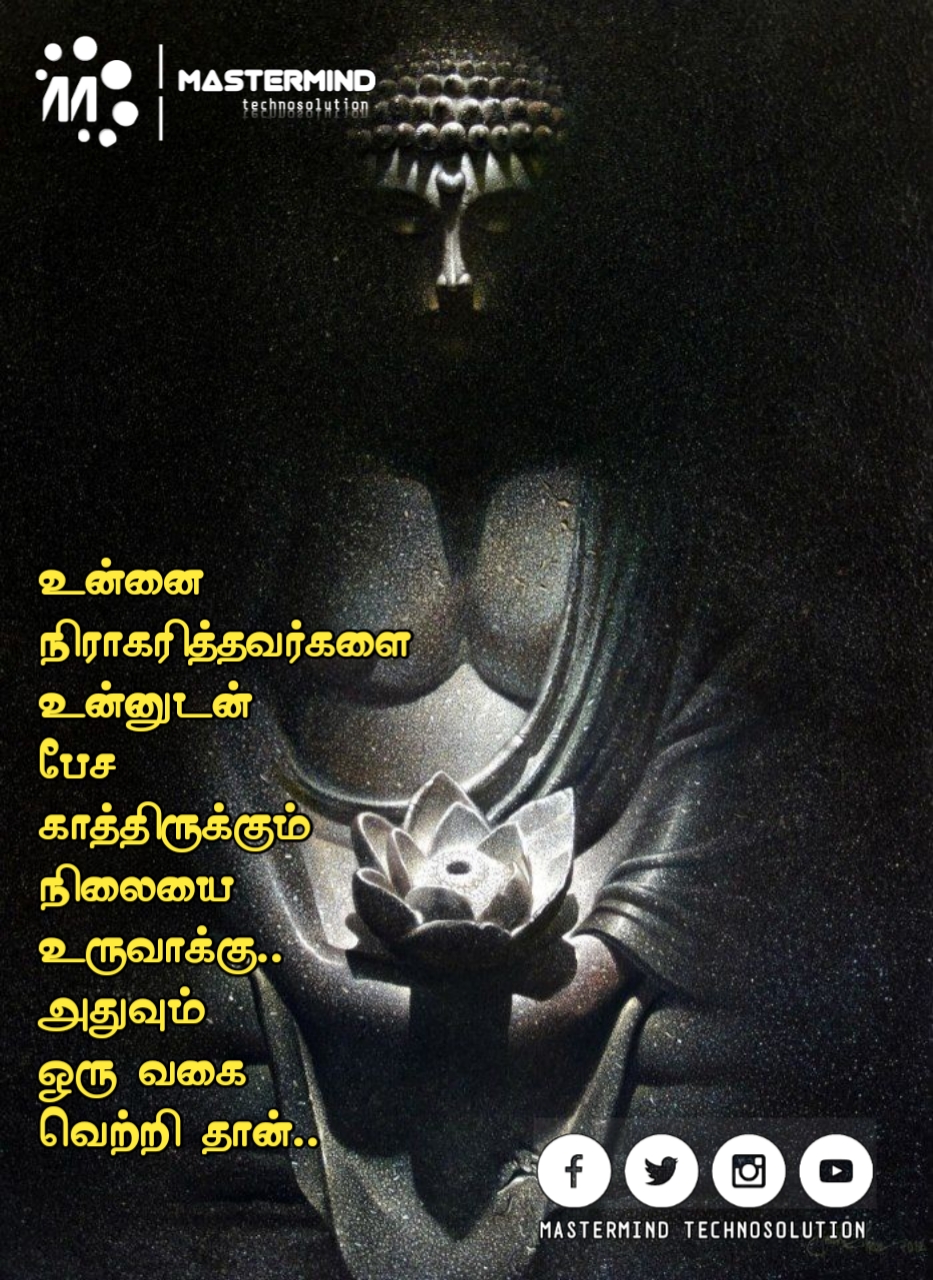 MASTERMIND
technosolution
உன்னை
நிராகரித்தவர்களை
உன்னுடன்
பேச
காத்திருக்கும்
நிலையை
உருவாக்கு..
அதுவும்
ஒரு வகை
வெற்றி தான்..
MASTERMIND TECHNOSOLUTION